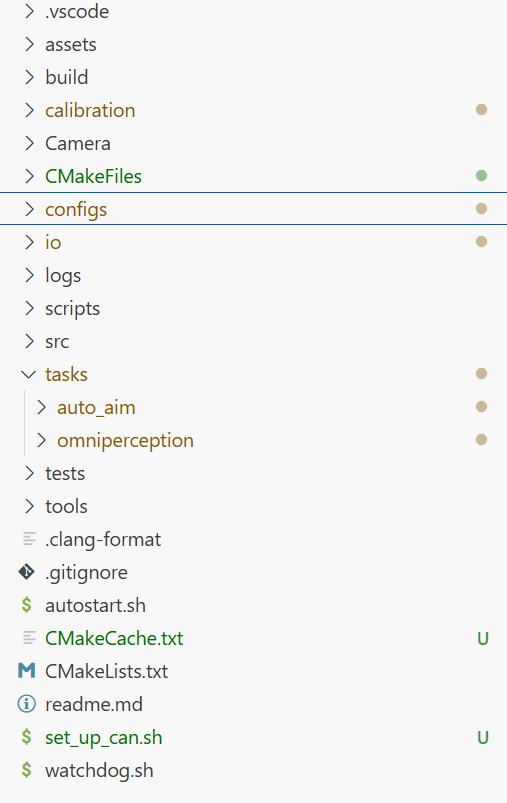 .vscode
assets
build
calibration
Camera
CMakeFiles
configs
io
logs
scripts
src
tasks
auto_aim
omniperception
tests
tools
.clang-format
.gitignore
$ autostart.sh
CMakeCache.txt U
M CMakeLists.txt
readme.md
$ set_up_can.sh U
$ watchdog.sh